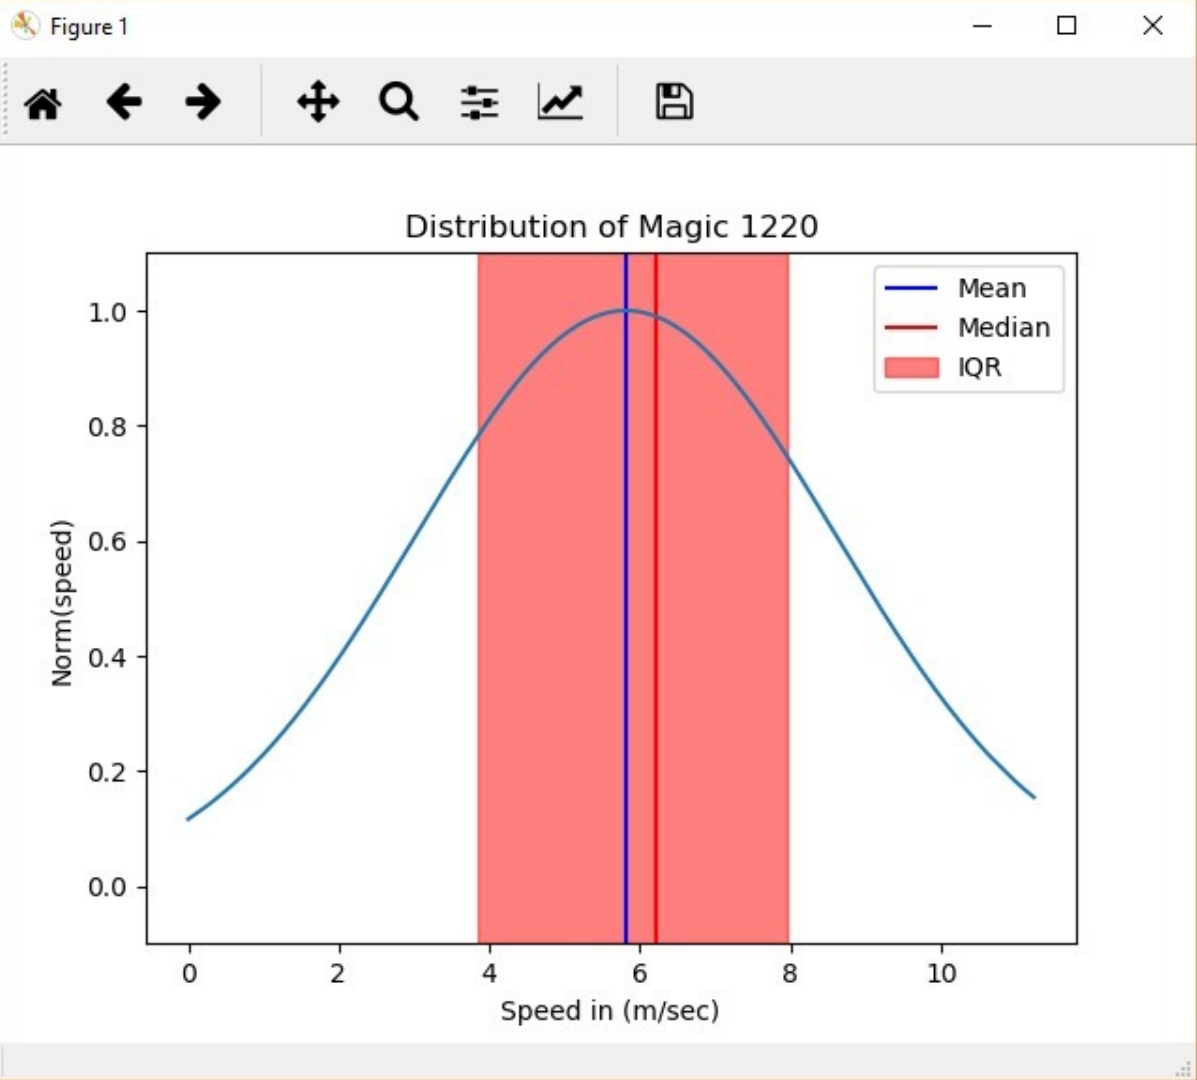 Figure 1
Distribution of Magic 1220
Mean
Median
IQR
1.0
0.8
0.6
0.4
0.2
0.0
Norm(speed)
0 2 4 6 8 10
Speed in (m/sec)